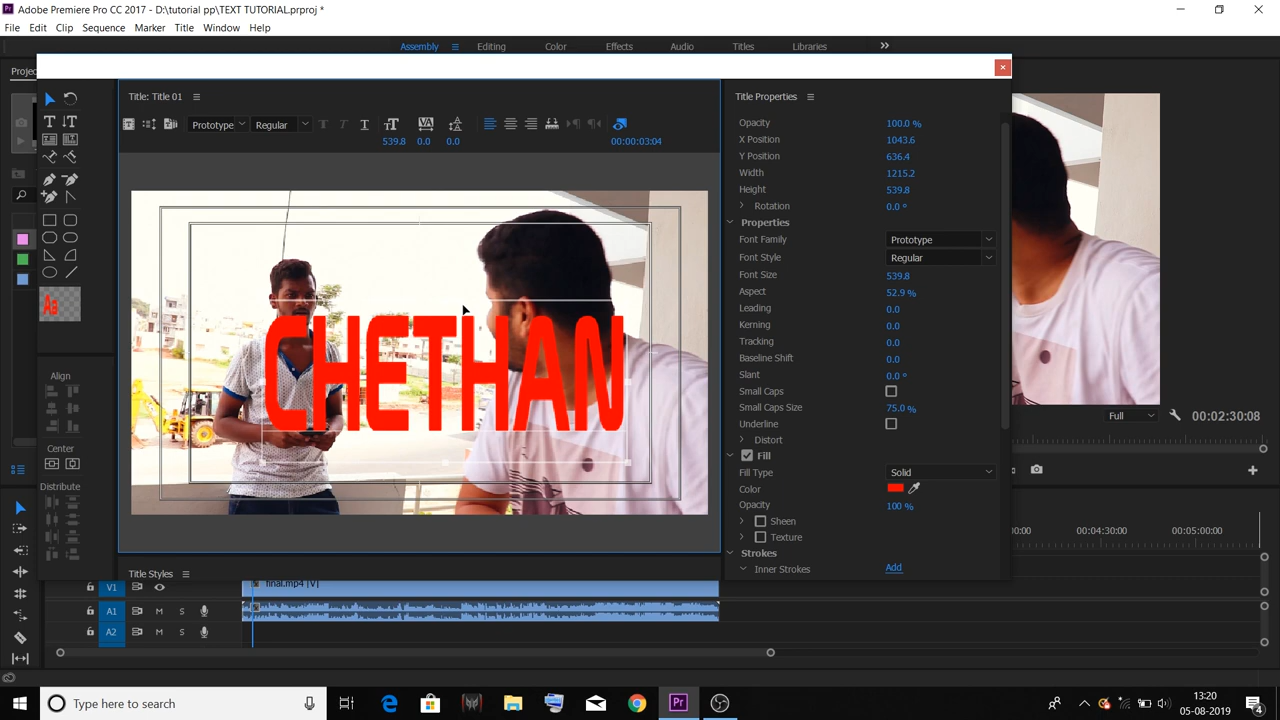 Adobe Premiere Pro CC 2017 - D:\tutorial pp\TEXT TUTORIAL.prproj *
File Edit Clip Sequence Marker Title Window Help
Assembly Editing Color Effects Audio Titles Libraries
Projec
Title: Title 01
Prototype Regular
539.8 0.0 0.0 00:00:03:04
CHETHAN
Align
Center
Distribute
Title Properties
Opacity 100.0 %
X Position 1043.6
Y Position 636.4
Width 1215.2
Height 539.8
Rotation 0.0 °
Properties
Font Family Prototype
Font Style Regular
Font Size 539.8
Aspect 52.9 %
Leading 0.0
Kerning 0.0
Tracking 0.0
Baseline Shift 0.0
Slant 0.0 °
Small Caps
Small Caps Size 75.0 %
Underline
Distort
Fill
Fill Type Solid
Color
Opacity 100 %
Sheen
Texture
Strokes
Inner Strokes Add
Full 00:02:30:08
00:04:30:00 00:05:00:00
Title Styles
V1 final.mp4 [V]
A1 M S
A2 M S
Type here to search
13:20
05-08-2019
4